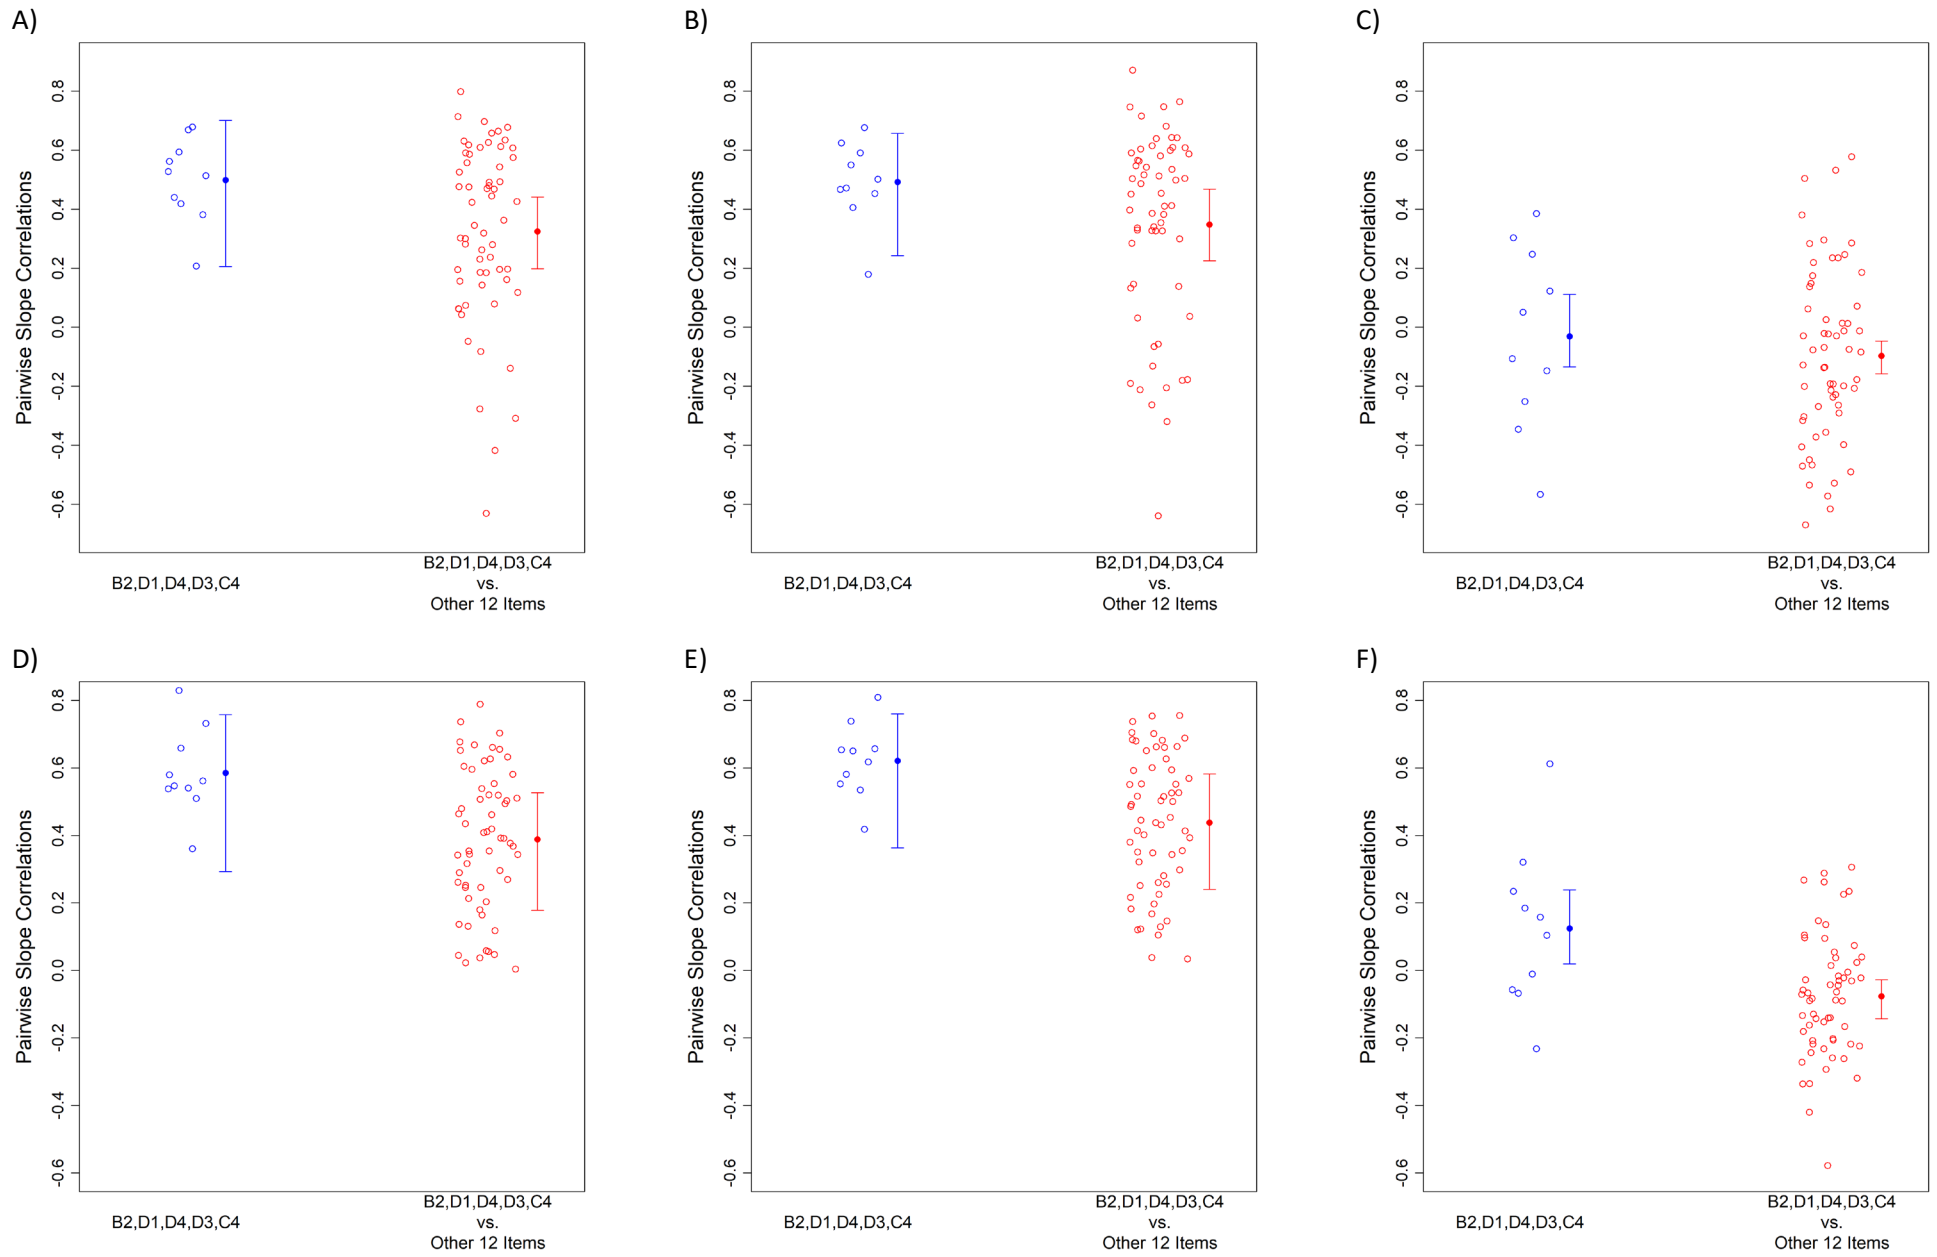 A)
Pairwise Slope Correlations
0.8
0.6
0.4
0.2
0.0
-0.2
-0.4
-0.6
B2,D1,D4,D3,C4
B2,D1,D4,D3,C4
vs.
Other 12 Items
B)
Pairwise Slope Correlations
0.8
0.6
0.4
0.2
0.0
-0.2
-0.4
-0.6
B2,D1,D4,D3,C4
B2,D1,D4,D3,C4
vs.
Other 12 Items
C)
Pairwise Slope Correlations
0.8
0.6
0.4
0.2
0.0
-0.2
-0.4
-0.6
B2,D1,D4,D3,C4
B2,D1,D4,D3,C4
vs.
Other 12 Items
D)
Pairwise Slope Correlations
0.8
0.6
0.4
0.2
0.0
-0.2
-0.4
-0.6
B2,D1,D4,D3,C4
B2,D1,D4,D3,C4
vs.
Other 12 Items
E)
Pairwise Slope Correlations
0.8
0.6
0.4
0.2
0.0
-0.2
-0.4
-0.6
B2,D1,D4,D3,C4
B2,D1,D4,D3,C4
vs.
Other 12 Items
F)
Pairwise Slope Correlations
0.8
0.6
0.4
0.2
0.0
-0.2
-0.4
-0.6
B2,D1,D4,D3,C4
B2,D1,D4,D3,C4
vs.
Other 12 Items